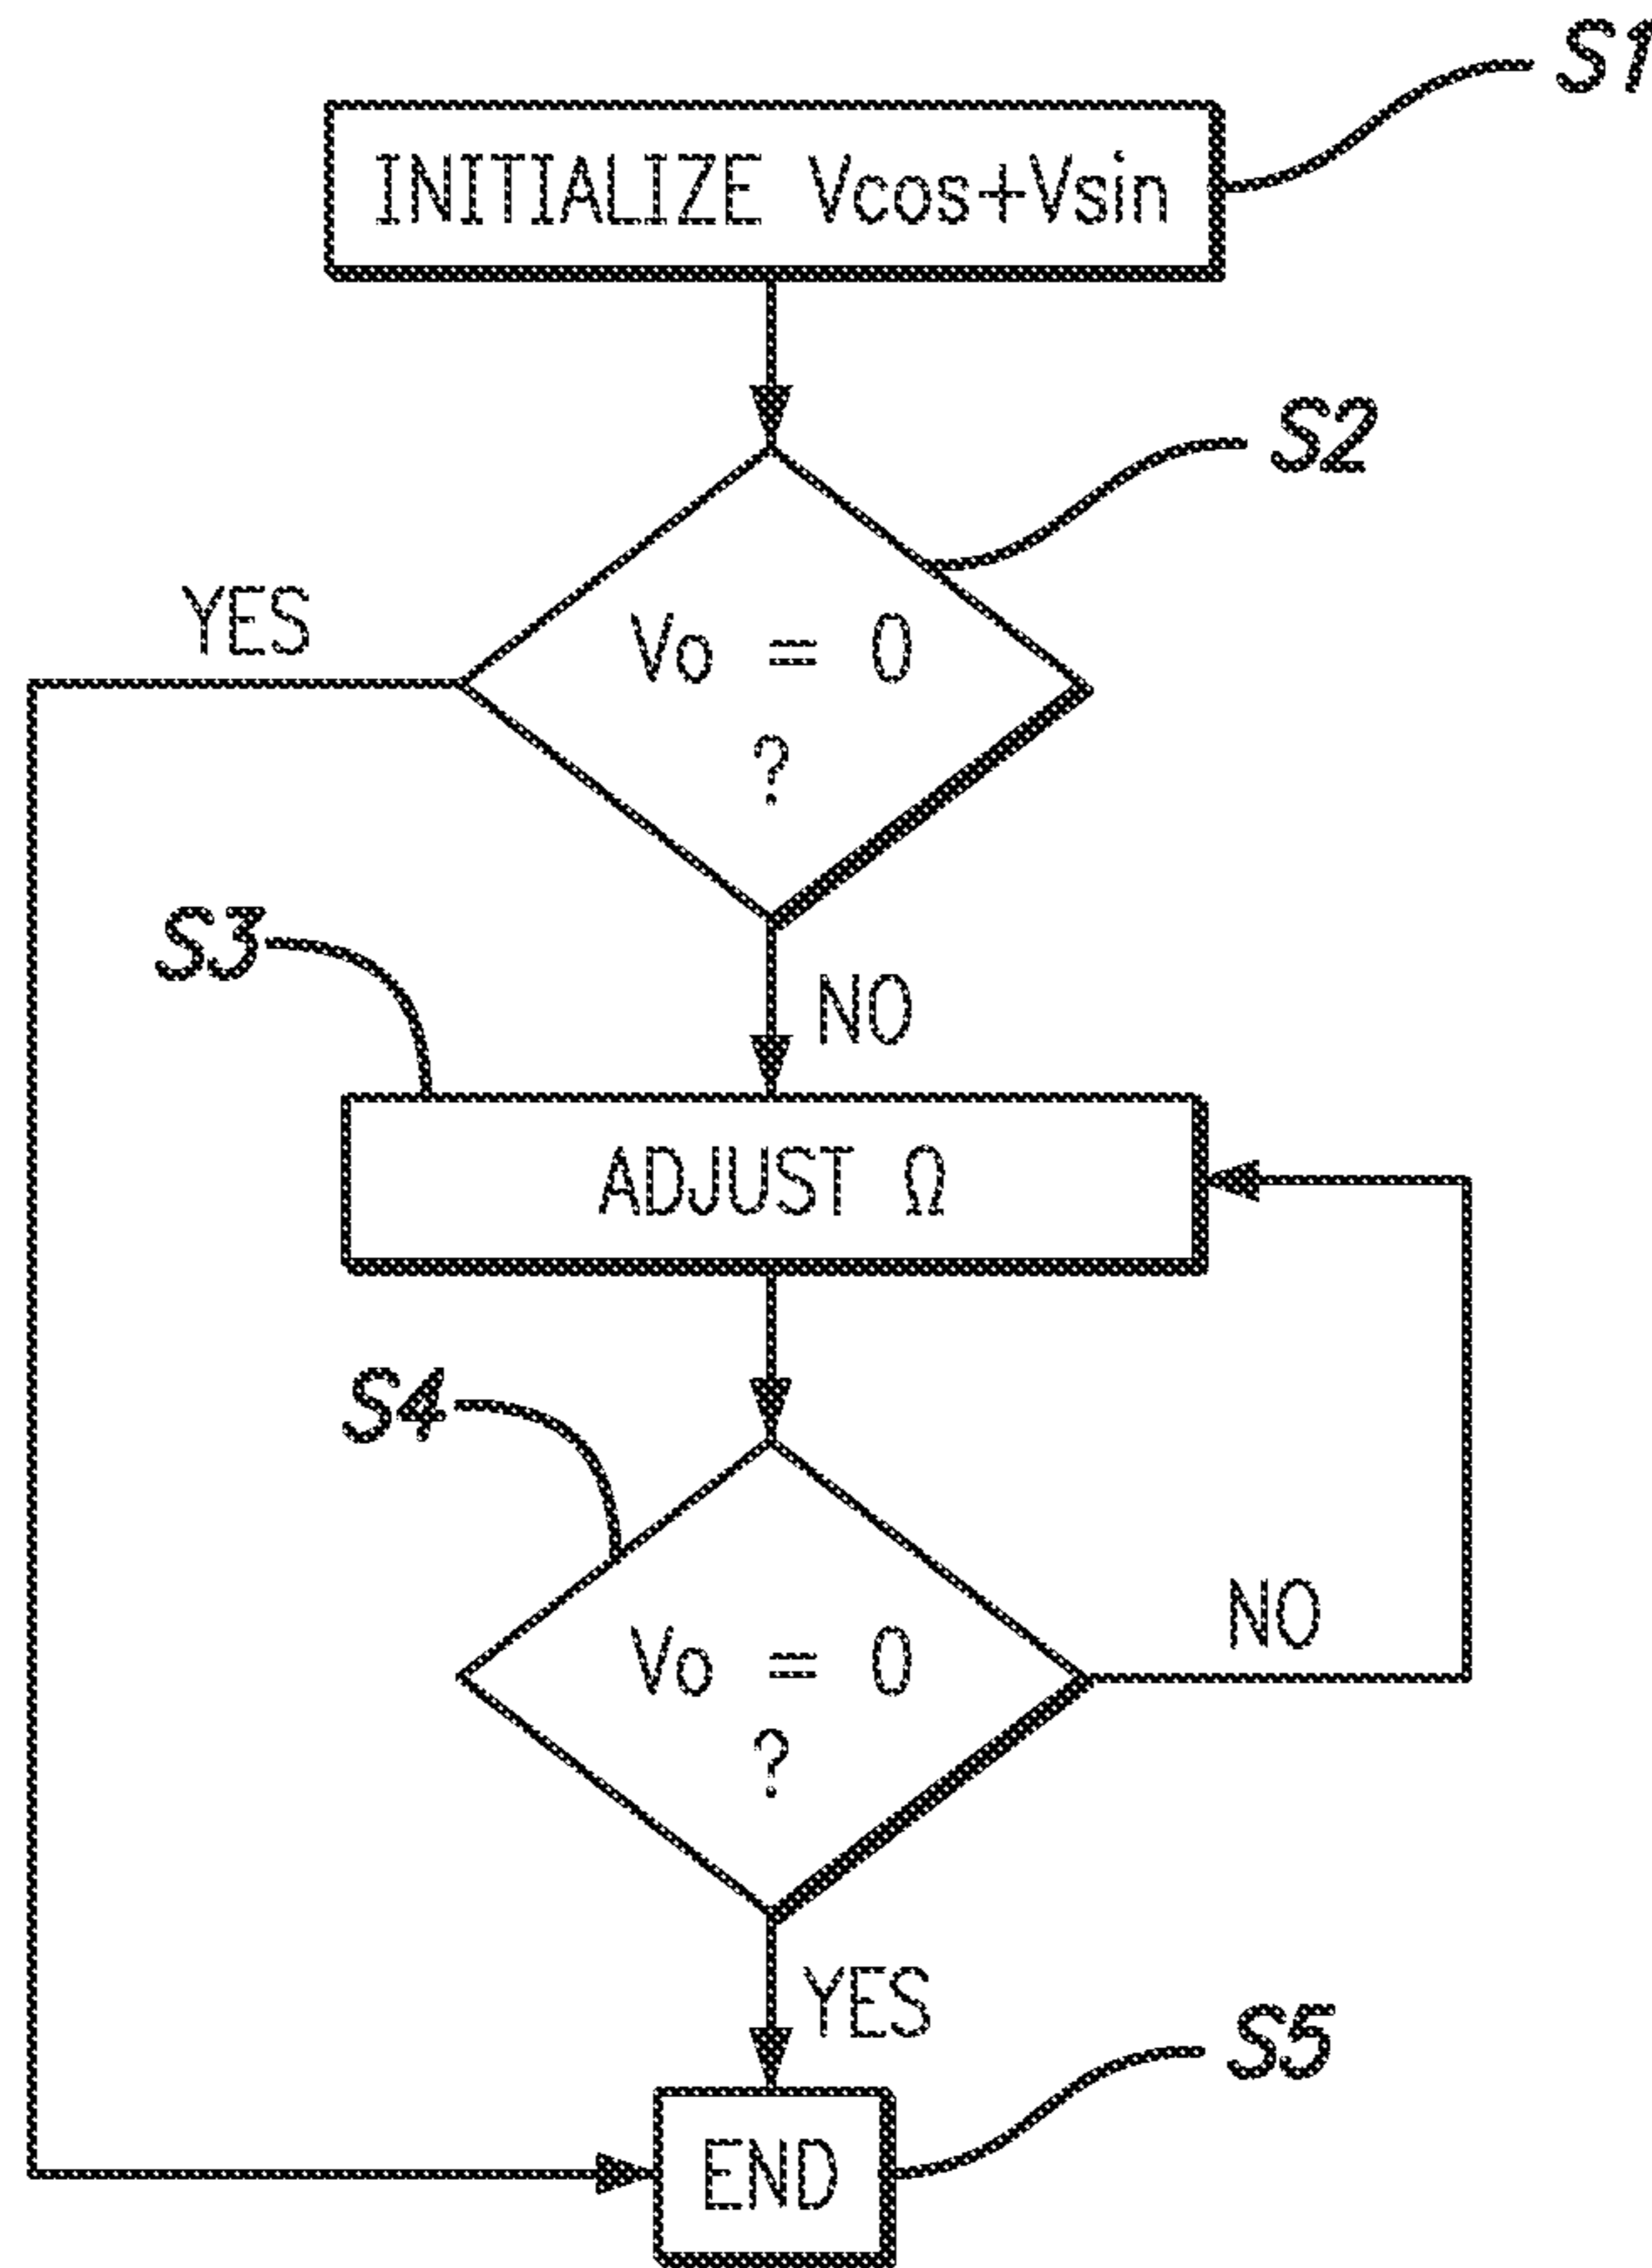 S1
INITIALIZE Vcos+Vsin
S2
YES
Vo = 0
?
S3
NO
ADJUST Ω
S4
Vo = 0
?
NO
YES
S5
END